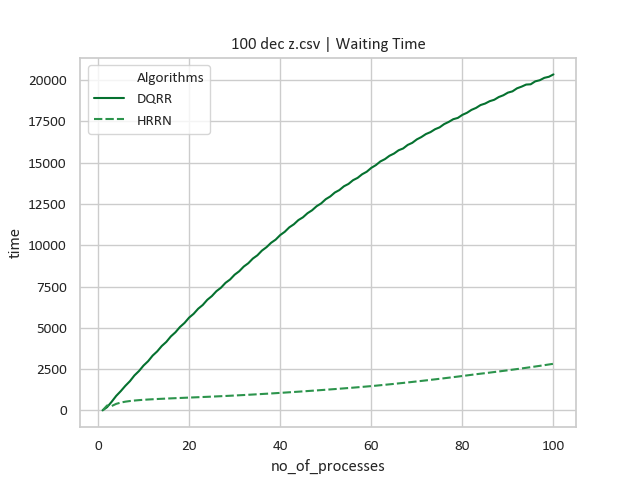 100 dec z.csv | Waiting Time
Algorithms
DQRR
HRRN
time
20000
17500
15000
12500
10000
7500
5000
2500
0
0 20 40 60 80 100
no_of_processes